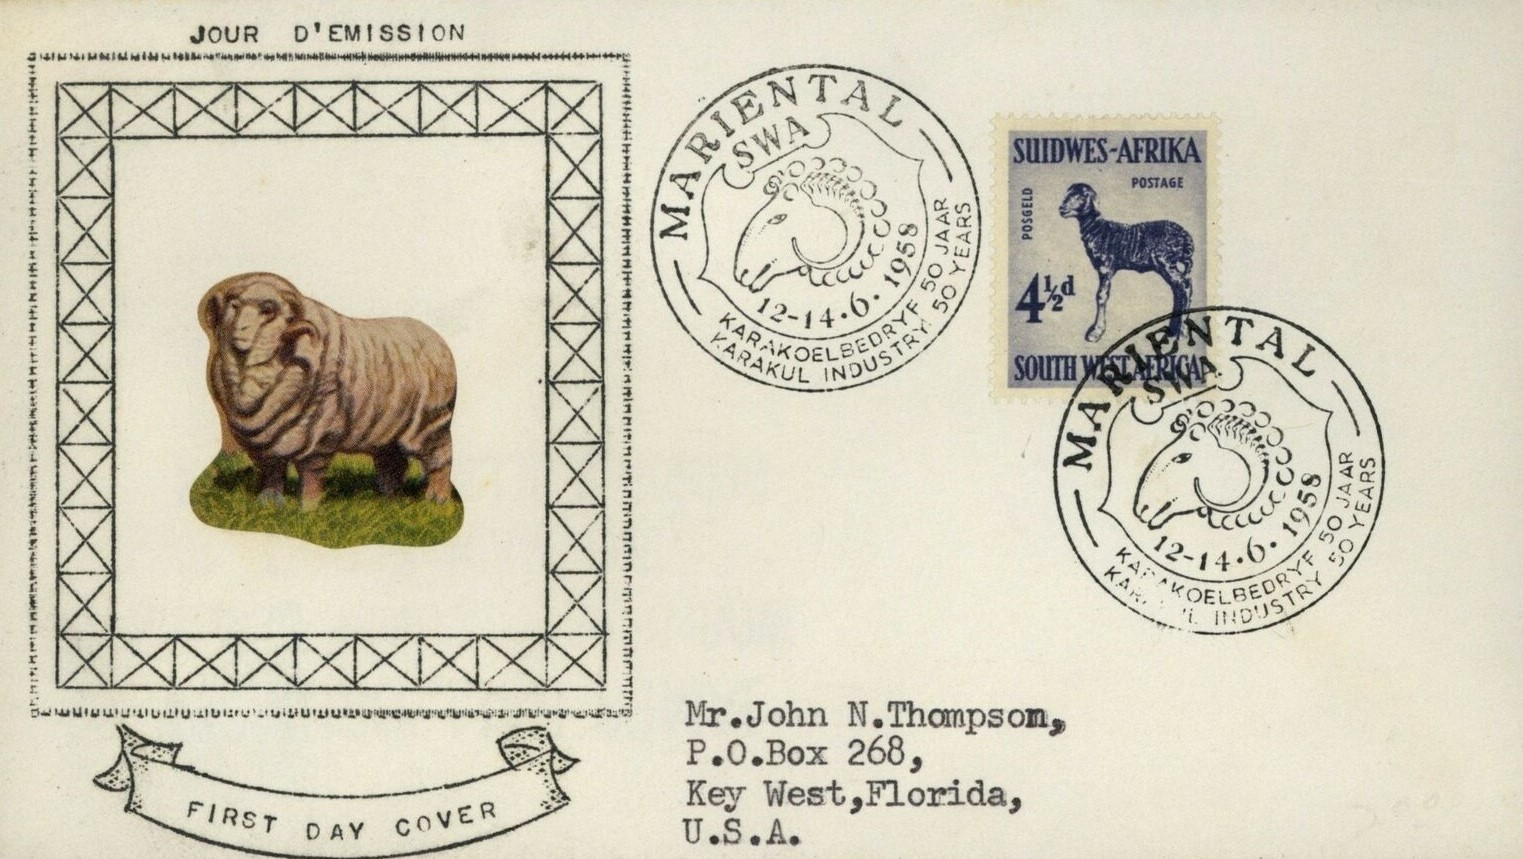 JOUR D'EMISSION
MARIENTAL
SWA
12-14·6·1958
KARAKOELBEDRYF 50 JAAR
KARAKUL INDUSTRY 50 YEARS
SUIDWES-AFRIKA
POSTAGE
POSGELD
4½d
SOUTH WEST AFRICA
MARIENTAL
SWA
12-14·6·1958
KARAKOELBEDRYF 50 JAAR
KARAKUL INDUSTRY 50 YEARS
Mr.John N.Thompson,
P.O.Box 268,
Key West,Florida,
U.S.A.
FIRST DAY COVER